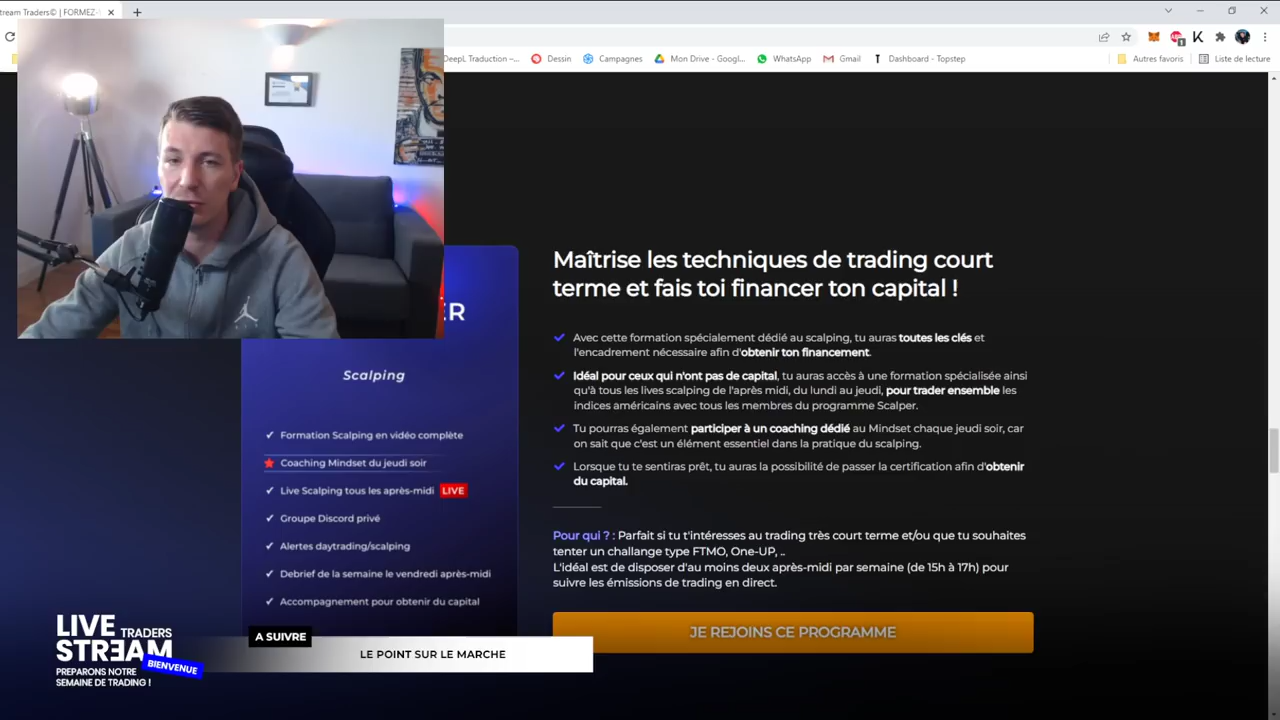 stream Traders© | FORMEZ-
DeepL Traduction –...
Dessin
Campagnes
Mon Drive - Googl...
WhatsApp
Gmail
Dashboard - Topstep
Autres favoris
Liste de lecture
Maîtrise les techniques de trading court
terme et fais toi financer ton capital !
Avec cette formation spécialement dédié au scalping, tu auras toutes les clés et
l'encadrement nécessaire afin d'obtenir ton financement.
Idéal pour ceux qui n'ont pas de capital, tu auras accès à une formation spécialisée ainsi
qu'à tous les lives scalping de l'après midi, du lundi au jeudi, pour trader ensemble les
indices américains avec tous les membres du programme Scalper.
Tu pourras également participer à un coaching dédié au Mindset chaque jeudi soir, car
on sait que c'est un élément essentiel dans la pratique du scalping.
Lorsque tu te sentiras prêt, tu auras la possibilité de passer la certification afin d'obtenir
du capital.
Pour qui ? : Parfait si tu t'intéresses au trading très court terme et/ou que tu souhaites
tenter un challange type FTMO, One-UP, ..
L'idéal est de disposer d'au moins deux après-midi par semaine (de 15h à 17h) pour
suivre les émissions de trading en direct.
JE REJOINS CE PROGRAMME
ER
Scalping
Formation Scalping en vidéo complète
Coaching Mindset du jeudi soir
Live Scalping tous les après-midi LIVE
Groupe Discord privé
Alertes daytrading/scalping
Debrief de la semaine le vendredi après-midi
Accompagnement pour obtenir du capital
LIVE TRADERS
STREAM
BIENVENUE
PREPARONS NOTRE
SEMAINE DE TRADING !
A SUIVRE
LE POINT SUR LE MARCHE